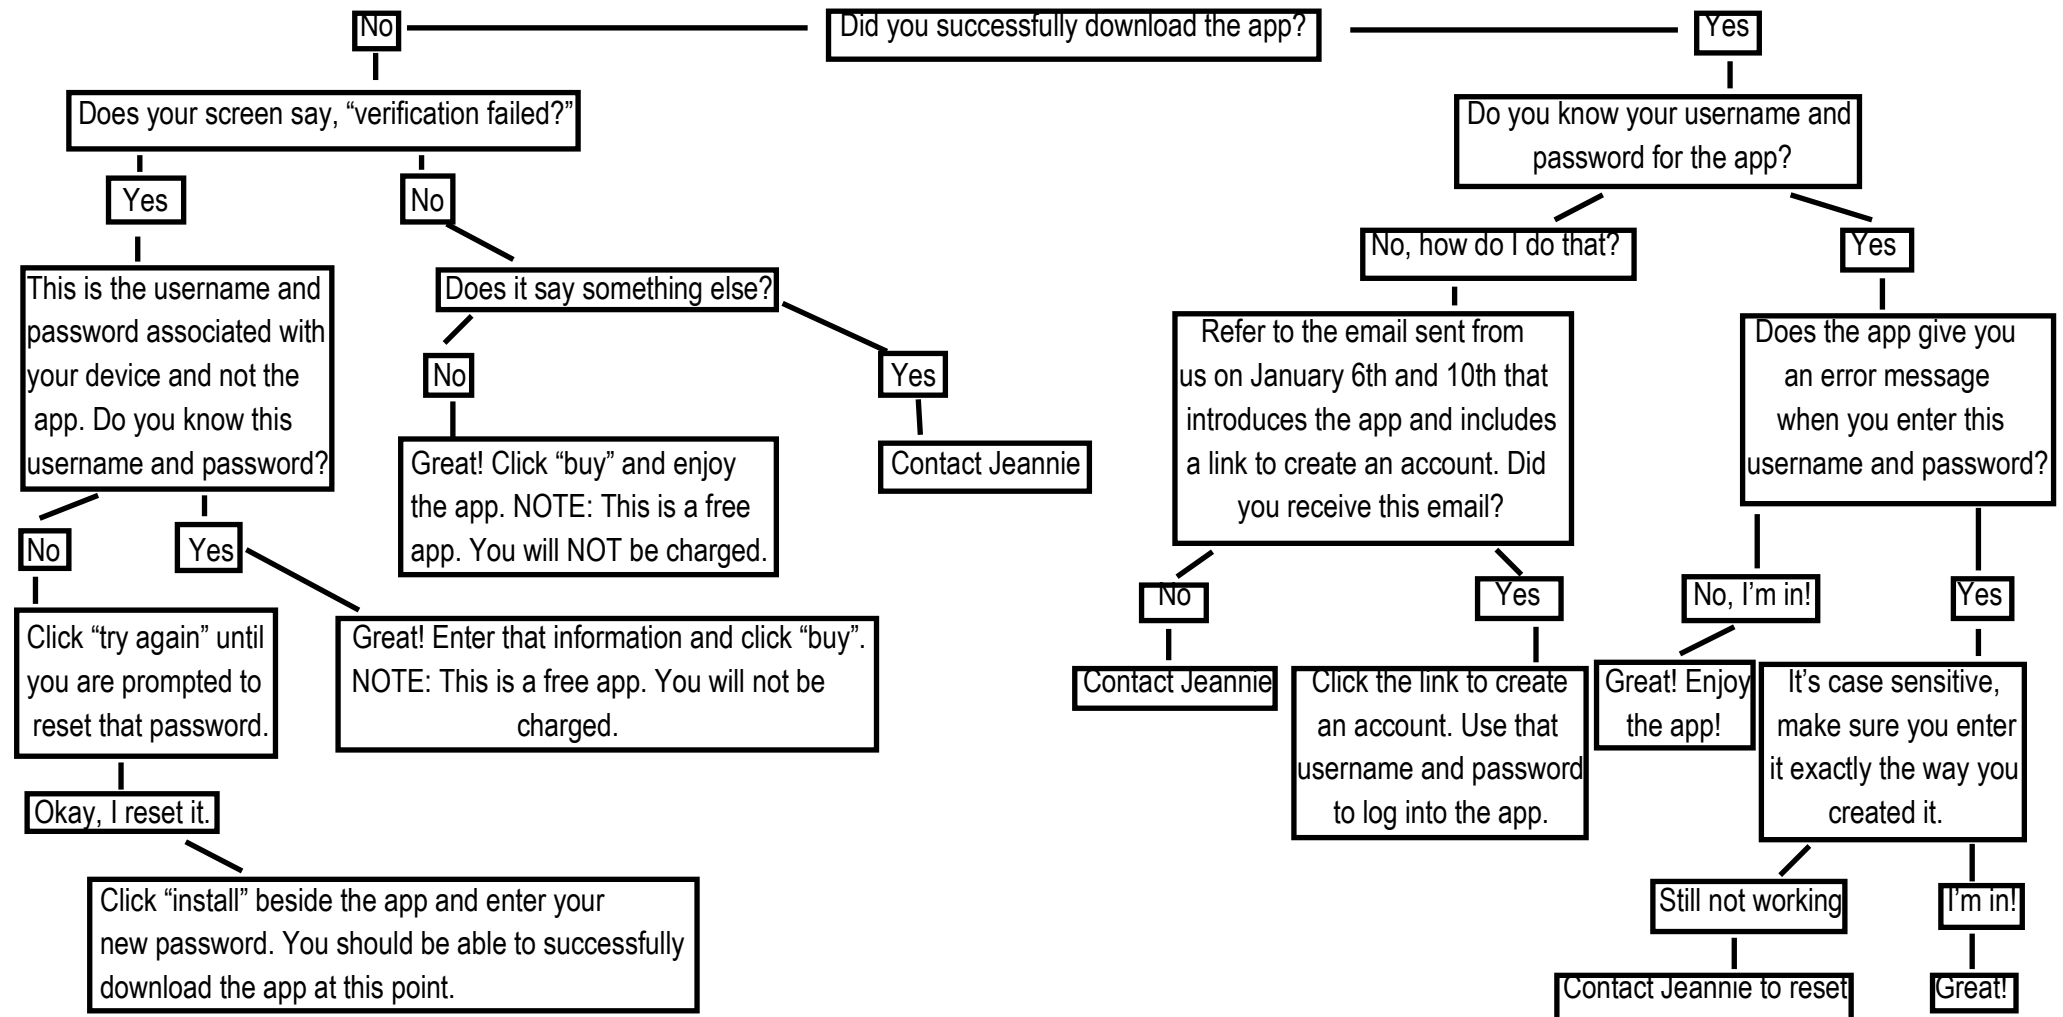 Did you successfully download the app?
No
Yes
Does your screen say, “verification failed?”
Yes
No
This is the username and
password associated with
your device and not the
app. Do you know this
username and password?
Does it say something else?
No
Yes
Great! Click “buy” and enjoy
the app. NOTE: This is a free
app. You will NOT be charged.
Contact Jeannie
No
Yes
Click “try again” until
you are prompted to
reset that password.
Great! Enter that information and click “buy”.
NOTE: This is a free app. You will not be
charged.
Okay, I reset it.
Click “install” beside the app and enter your
new password. You should be able to successfully
download the app at this point.
Do you know your username and
password for the app?
No, how do I do that?
Yes
Refer to the email sent from
us on January 6th and 10th that
introduces the app and includes
a link to create an account. Did
you receive this email?
Does the app give you
an error message
when you enter this
username and password?
No
Yes
Contact Jeannie
Click the link to create
an account. Use that
username and password
to log into the app.
No, I’m in!
Yes
Great! Enjoy
the app!
It’s case sensitive,
make sure you enter
it exactly the way you
created it.
Still not working
I’m in!
Contact Jeannie to reset
Great!